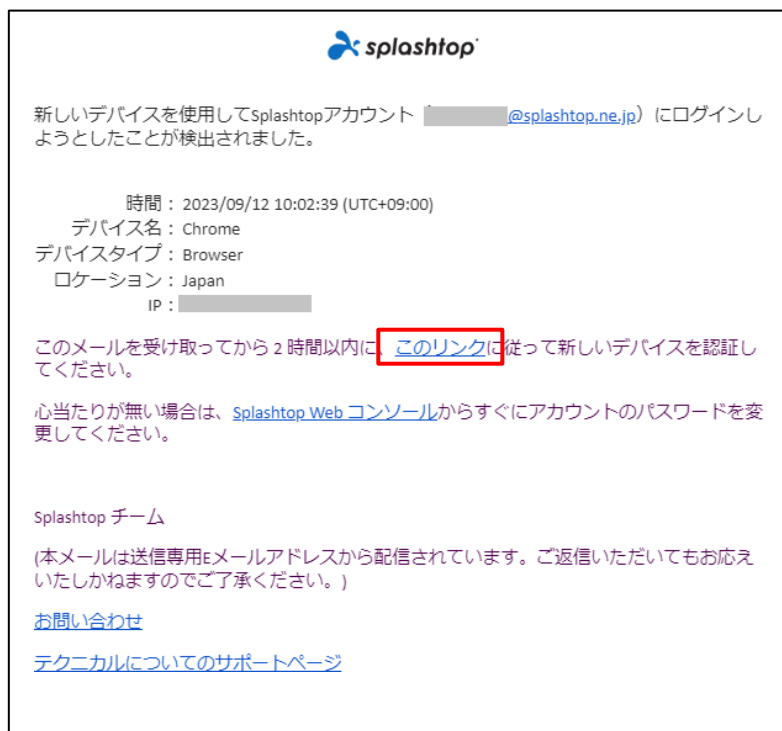 splashtop
新しいデバイスを使用してSplashtopアカウント（@splashtop.ne.jp）にログインし
ようとしたことが検出されました。
時間：2023/09/12 10:02:39 (UTC+09:00)
デバイス名：Chrome
デバイスタイプ：Browser
ロケーション：Japan
IP：
このメールを受け取ってから 2 時間以内に、このリンクに従って新しいデバイスを認証し
てください。
心当たりが無い場合は、Splashtop Web コンソールからすぐにアカウントのパスワードを変
更してください。
Splashtop チーム
(本メールは送信専用Eメールアドレスから配信されています。ご返信いただいてもお応え
いたしかねますのでご了承ください。)
お問い合わせ
テクニカルについてのサポートページ